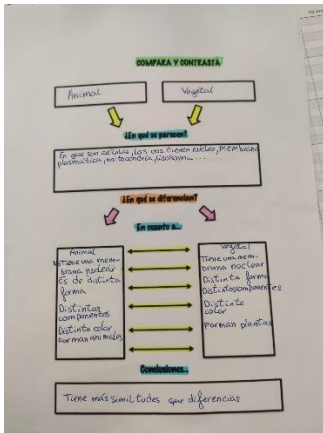 COMPARA Y CONTRASTA
Animal
Vegetal
¿En qué se parecen?
En que son células, las dos tienen núcleo, membrana
plasmática, mitocondria, lisosom....
¿En qué se diferencian?
En cuanto a...
Animal
tiene una mem-
brana nuclear
Es de distinta
forma
Distintos
componentes
Distinto color
Forman animales
Vegetal
Tiene una mem-
brana nuclear
Distinta forma
Distintos componentes
Distinto
color
Forman plantas
Conclusiones...
Tiene más similitudes que diferencias